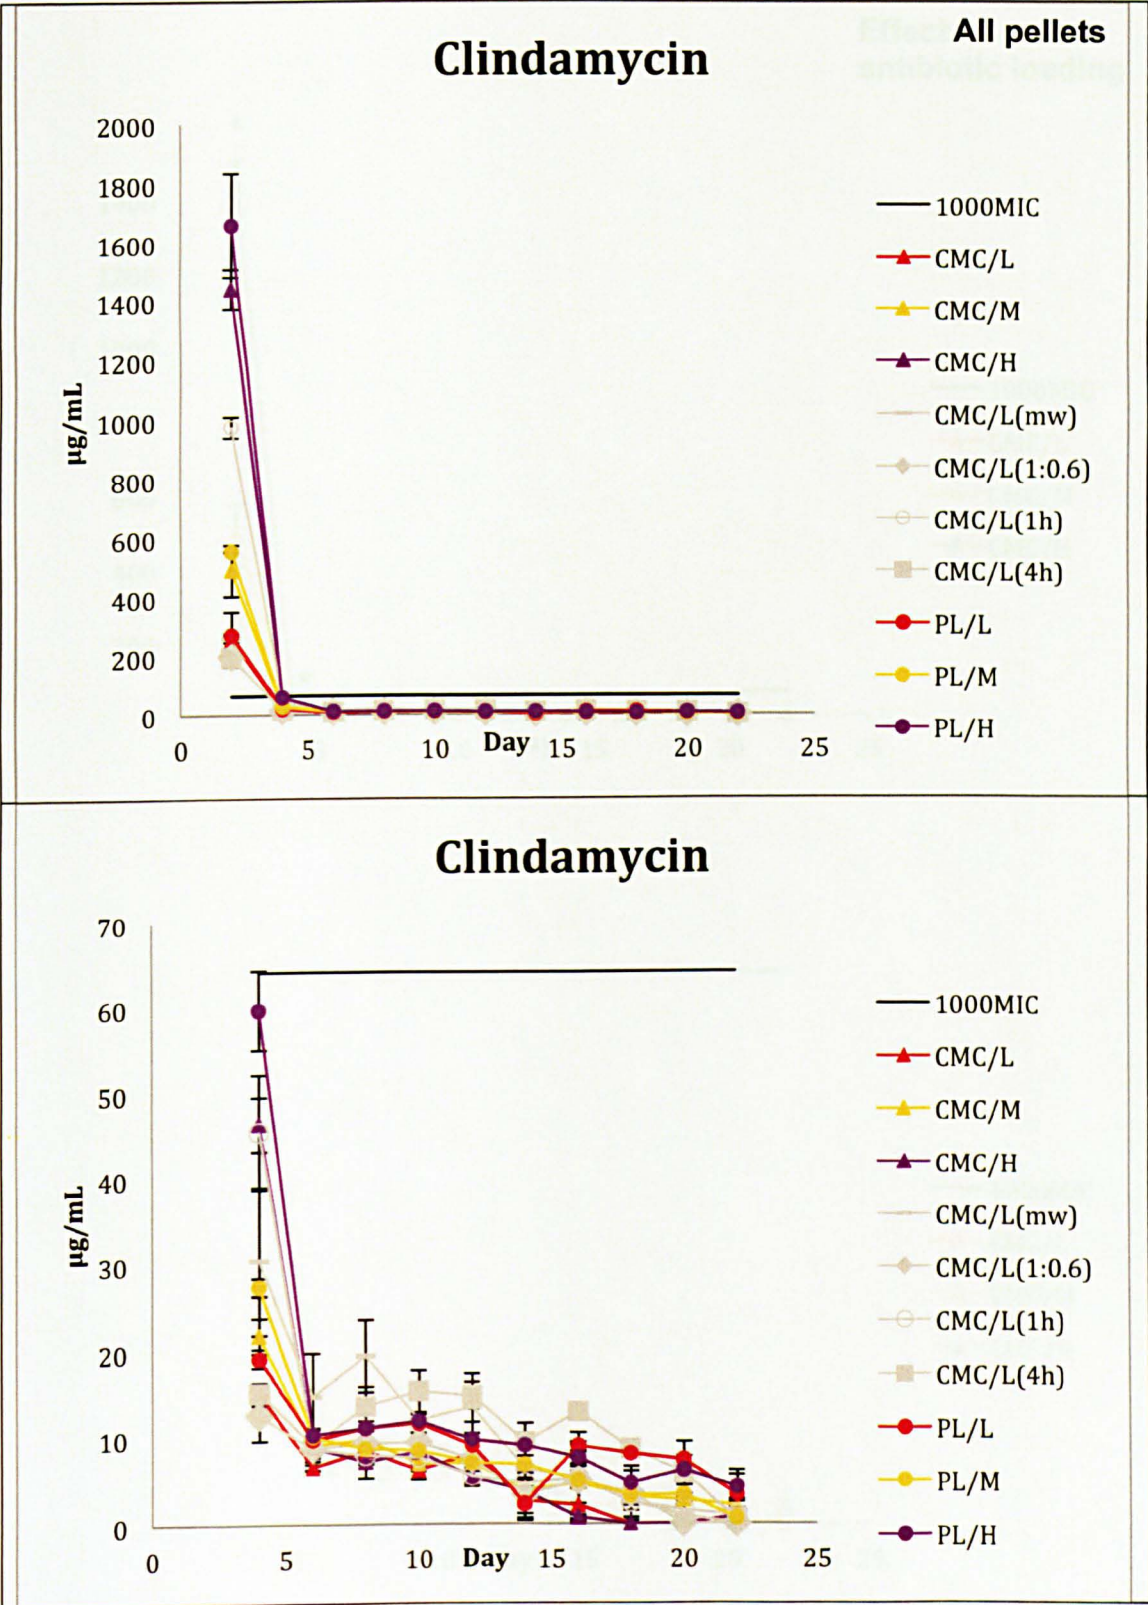 All pellets
Clindamycin
2000
1800
1600
1400
1200
1000
800
600
400
200
0
µg/mL
0 5 10 15 20 25
Day
1000MIC
CMC/L
CMC/M
CMC/H
CMC/L(mw)
CMC/L(1:0.6)
CMC/L(1h)
CMC/L(4h)
PL/L
PL/M
PL/H
Clindamycin
70
60
50
40
30
20
10
0
µg/mL
0 5 10 15 20 25
Day
1000MIC
CMC/L
CMC/M
CMC/H
CMC/L(mw)
CMC/L(1:0.6)
CMC/L(1h)
CMC/L(4h)
PL/L
PL/M
PL/H